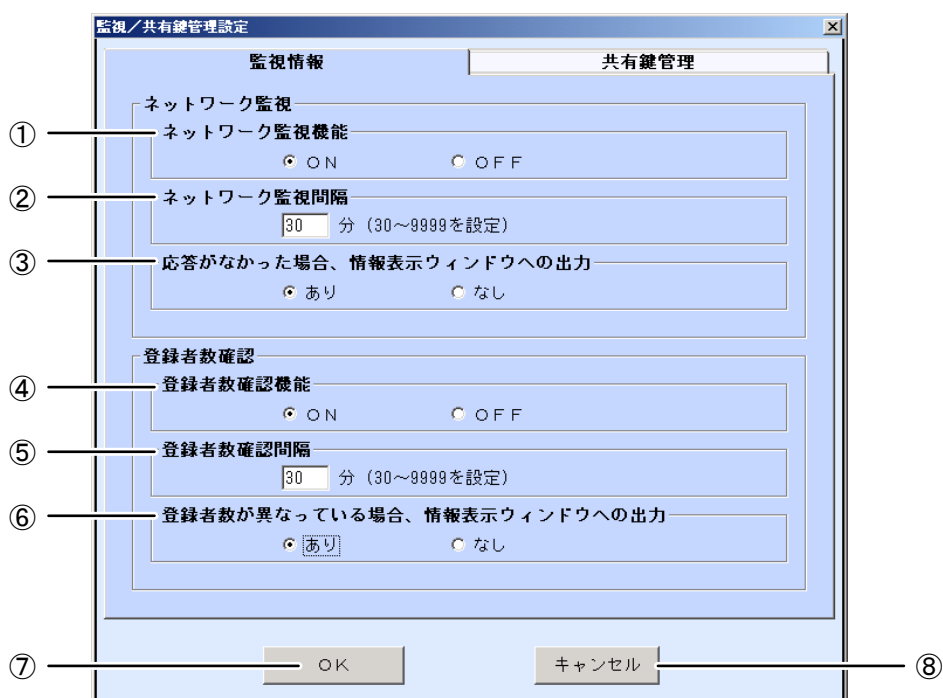 監視／共有鍵管理設定
監視情報 共有鍵管理
ネットワーク監視
① ネットワーク監視機能
ＯＮ ＯＦＦ
② ネットワーク監視間隔
30 分（30～9999を設定）
③ 応答がなかった場合、情報表示ウィンドウへの出力
あり なし
登録者数確認
④ 登録者数確認機能
ＯＮ ＯＦＦ
⑤ 登録者数確認間隔
30 分（30～9999を設定）
⑥ 登録者数が異なっている場合、情報表示ウィンドウへの出力
あり なし
⑦ ＯＫ キャンセル ⑧